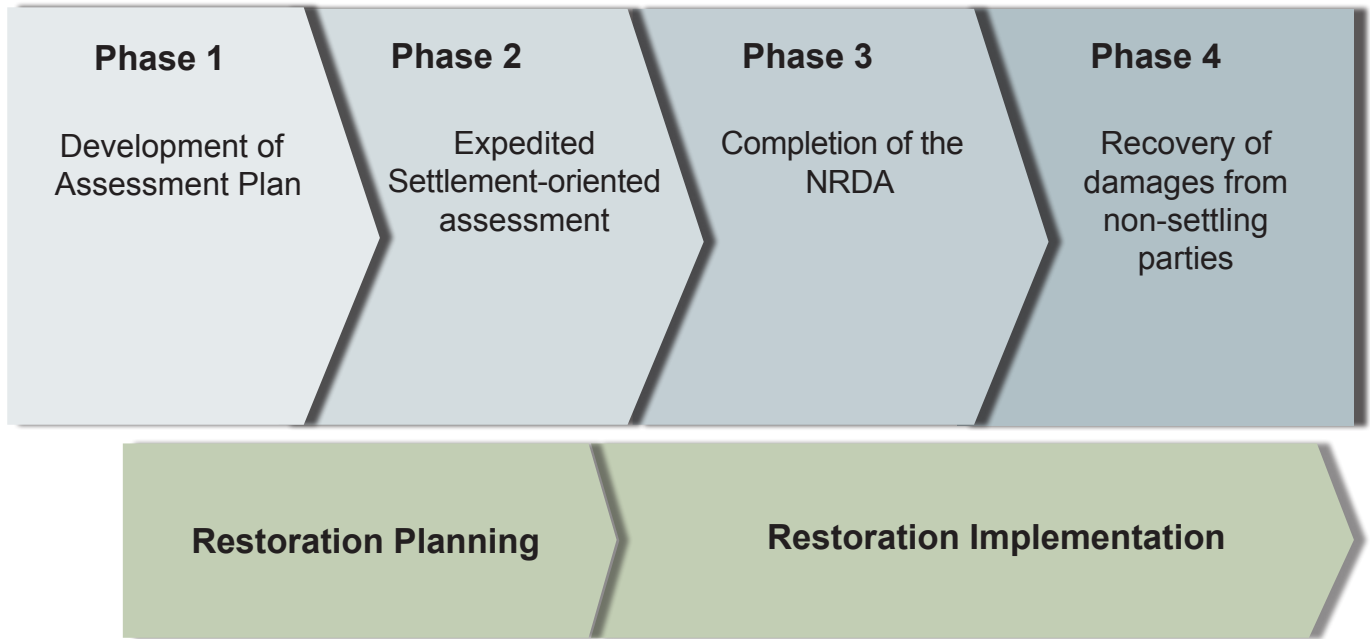 Phase 1
Development of
Assessment Plan
Phase 2
Expedited
Settlement-oriented
assessment
Phase 3
Completion of the
NRDA
Phase 4
Recovery of
damages from
non-settling
parties
Restoration Planning
Restoration Implementation